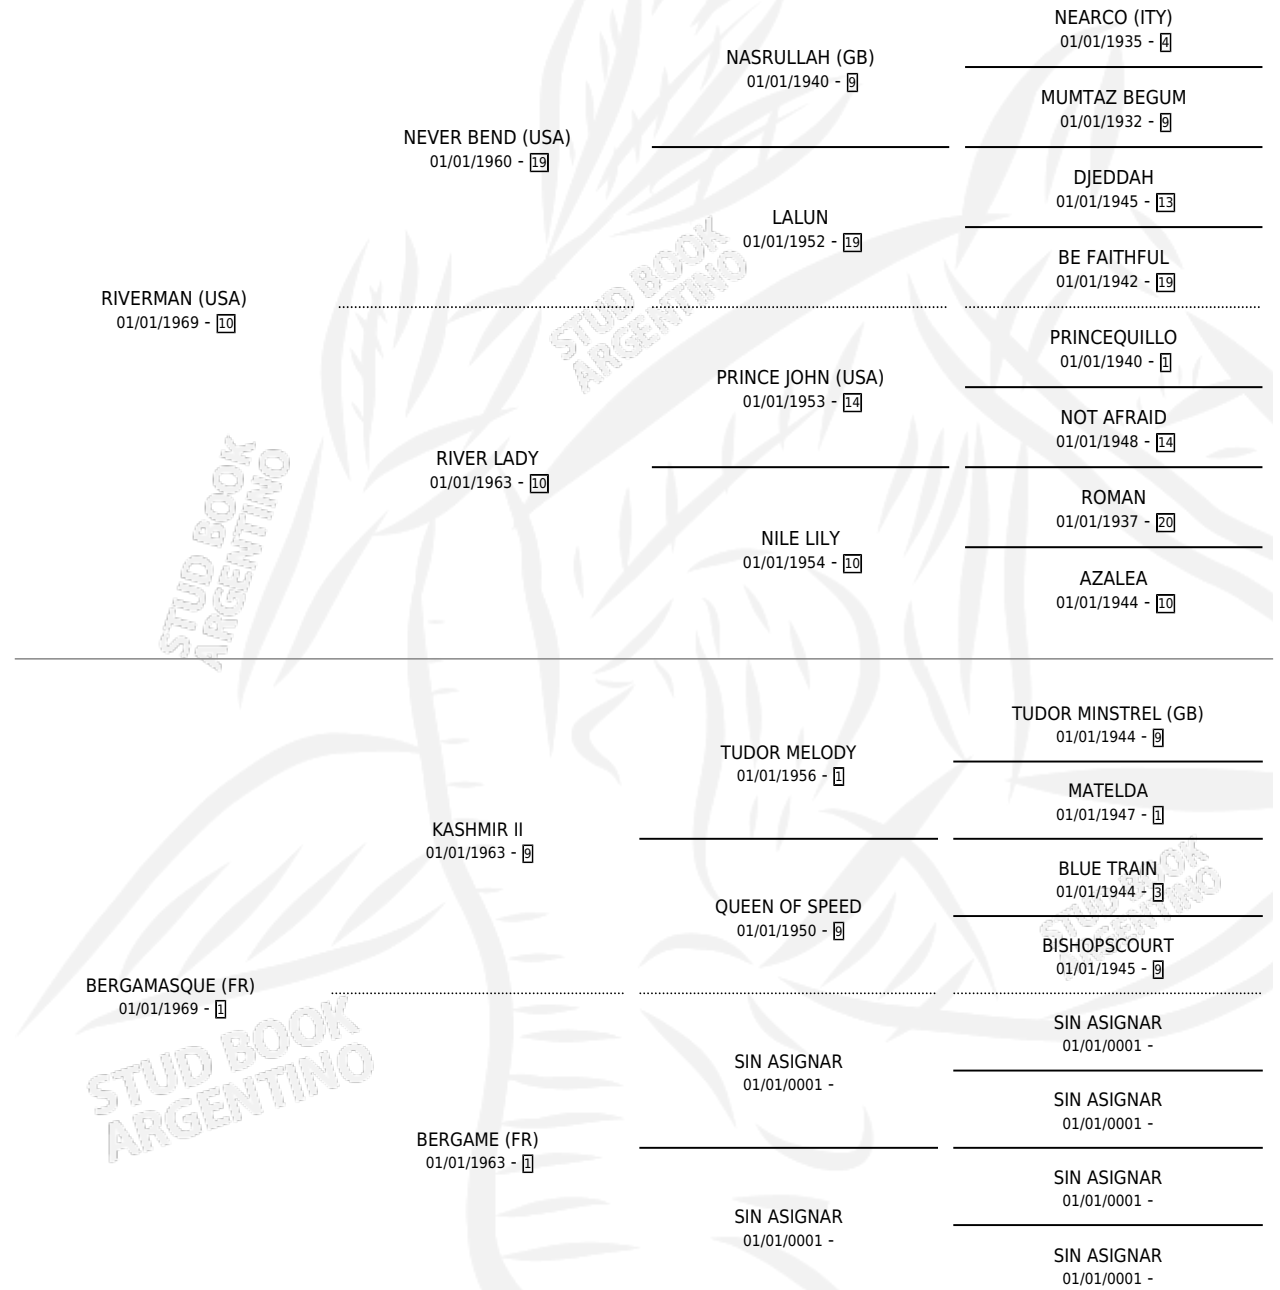 NEARCO (ITY)
01/01/1935 - 4
NASRULLAH (GB)
01/01/1940 - 9
MUMTAZ BEGUM
01/01/1932 - 9
NEVER BEND (USA)
01/01/1960 - 19
DJEDDAH
01/01/1945 - 13
LALUN
01/01/1952 - 19
BE FAITHFUL
01/01/1942 - 19
RIVERMAN (USA)
01/01/1969 - 10
PRINCEQUILLO
01/01/1940 - 1
PRINCE JOHN (USA)
01/01/1953 - 14
NOT AFRAID
01/01/1948 - 14
RIVER LADY
01/01/1963 - 10
ROMAN
01/01/1937 - 20
NILE LILY
01/01/1954 - 10
AZALEA
01/01/1944 - 10
STUD BOOK
ARGENTINO
STUD BOOK
ARGENTINO
TUDOR MINSTREL (GB)
01/01/1944 - 9
TUDOR MELODY
01/01/1956 - 1
MATELDA
01/01/1947 - 1
KASHMIR II
01/01/1963 - 9
BLUE TRAIN
01/01/1944 - 3
QUEEN OF SPEED
01/01/1950 - 9
BISHOPSCOURT
01/01/1945 - 9
BERGAMASQUE (FR)
01/01/1969 - 1
SIN ASIGNAR
01/01/0001 -
SIN ASIGNAR
01/01/0001 -
SIN ASIGNAR
01/01/0001 -
BERGAME (FR)
01/01/1963 - 1
SIN ASIGNAR
01/01/0001 -
SIN ASIGNAR
01/01/0001 -
SIN ASIGNAR
01/01/0001 -
STUD BOOK
ARGENTINO
STUD BOOK
ARGENTINO